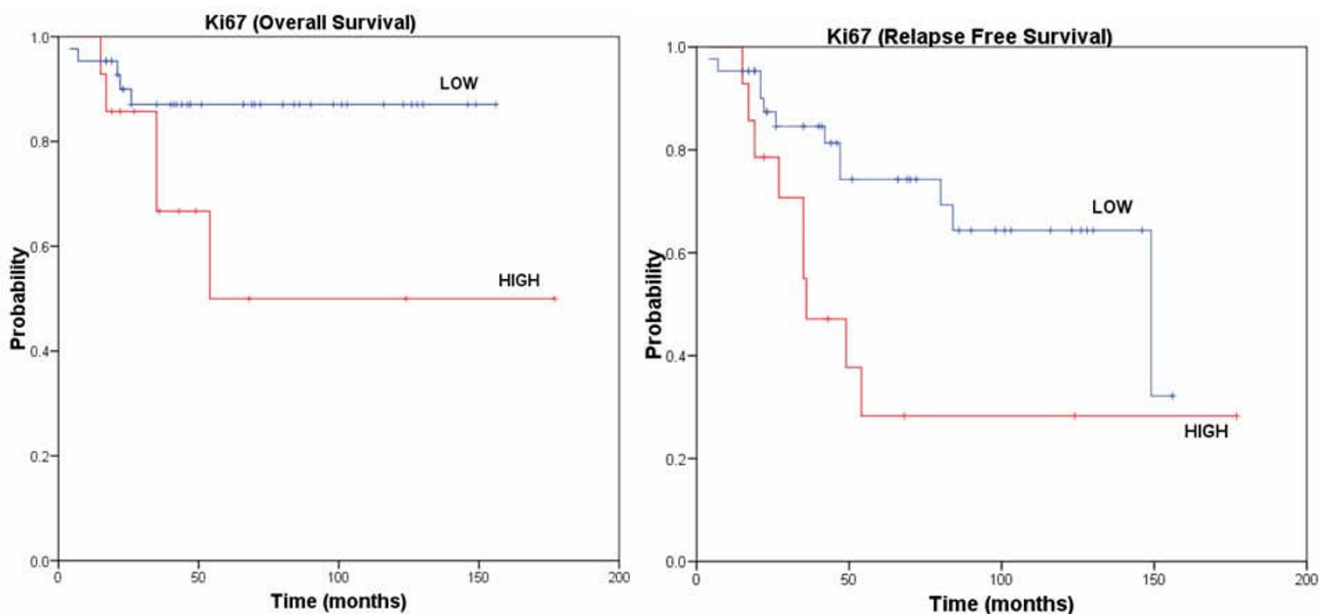 Ki67 (Overall Survival)
1.0
0.8
0.6
0.4
0.2
0.0
Probability
LOW
HIGH
0 50 100 150 200
Time (months)
Ki67 (Relapse Free Survival)
1.0
0.8
0.6
0.4
0.2
0.0
Probability
LOW
HIGH
0 50 100 150 200
Time (months)